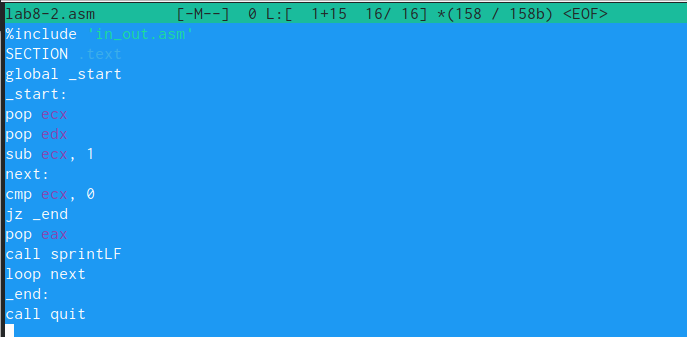 lab8-2.asm [-M--] 0 L:[ 1+15 16/ 16] *(158 / 158b) <EOF>
%include 'in_out.asm'
SECTION .text
global _start
_start:
pop ecx
pop edx
sub ecx, 1
next:
cmp ecx, 0
jz _end
pop eax
call sprintLF
loop next
_end:
call quit